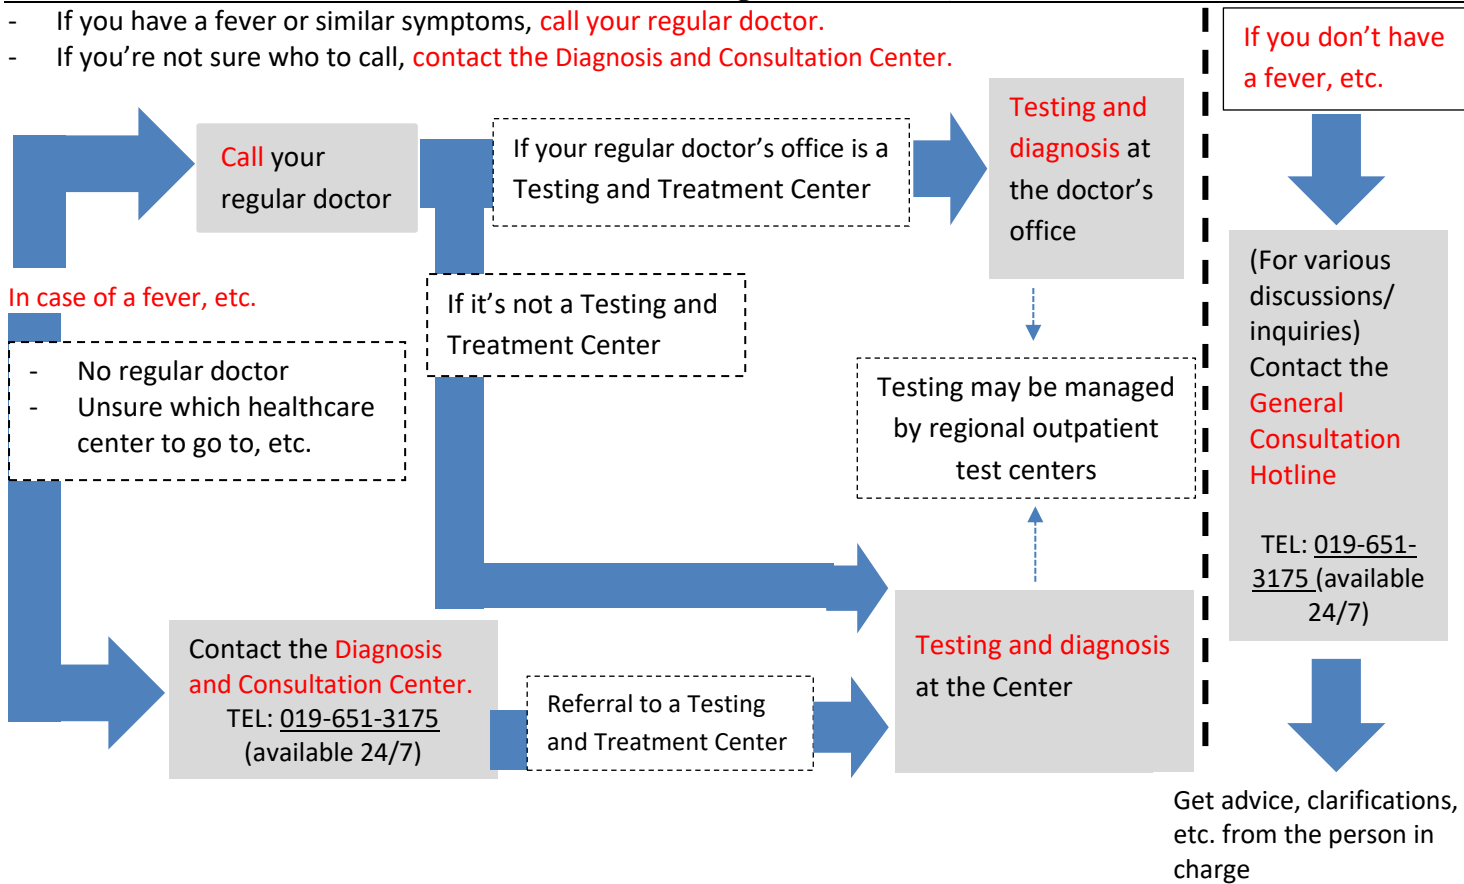 - If you have a fever or similar symptoms, call your regular doctor.
- If you're not sure who to call, contact the Diagnosis and Consultation Center.
Call your
regular doctor
If your regular doctor's office is a
Testing and Treatment Center
Testing and
diagnosis at
the doctor's
office
In case of a fever, etc.
If it's not a Testing and
Treatment Center
- No regular doctor
- Unsure which healthcare
center to go to, etc.
Testing may be managed
by regional outpatient
test centers
Contact the Diagnosis
and Consultation Center.
TEL: 019-651-3175
(available 24/7)
Referral to a Testing
and Treatment Center
Testing and diagnosis
at the Center
If you don't have
a fever, etc.
(For various
discussions/
inquiries)
Contact the
General
Consultation
Hotline
TEL: 019-651-
3175 (available
24/7)
Get advice, clarifications,
etc. from the person in
charge